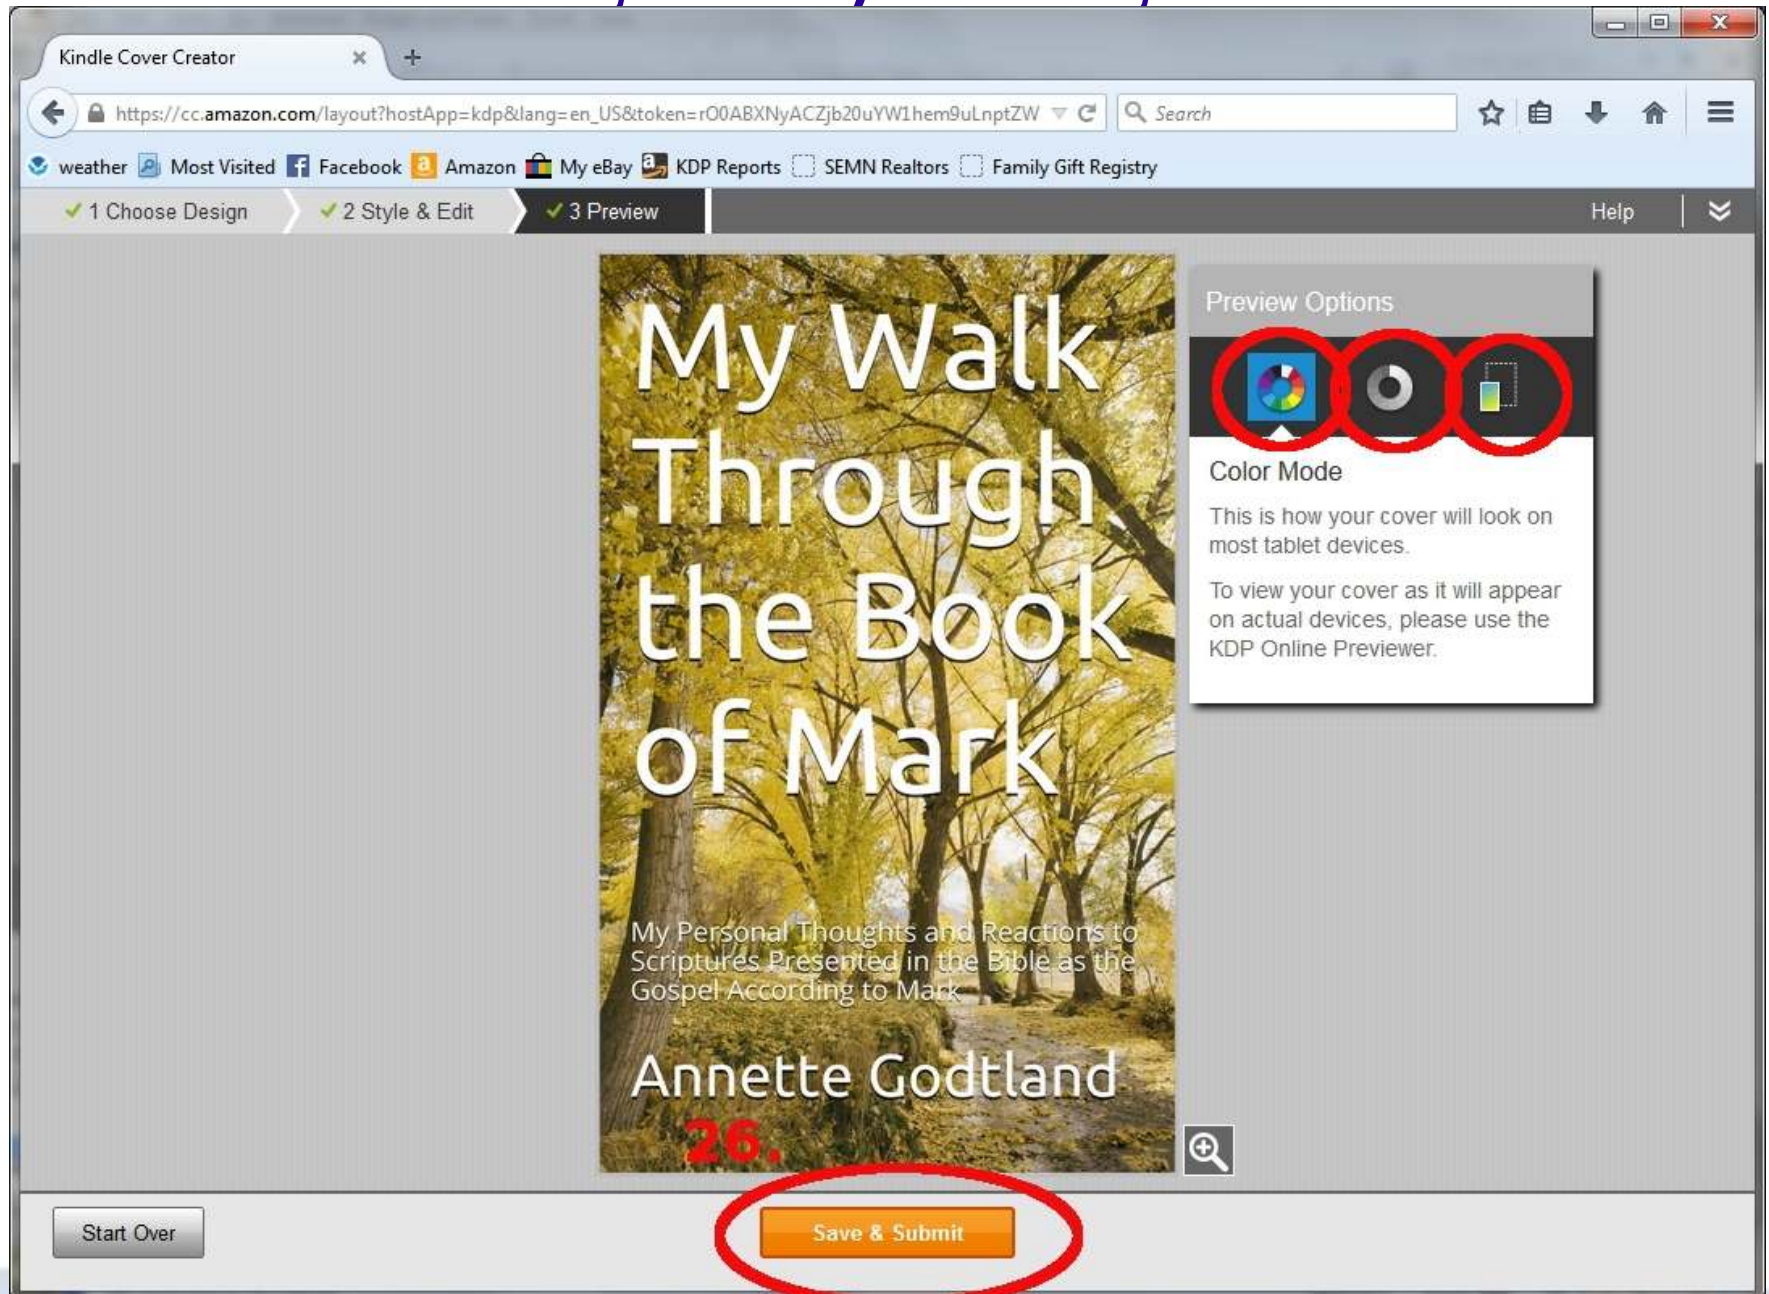 Kindle Cover Creator
https://cc.amazon.com/layout?hostApp=kdp&lang=en_US&token=rO0ABXNyACZjb20uYW1hem9uLnptZW
Search
weather Most Visited Facebook Amazon My eBay KDP Reports SEMN Realtors Family Gift Registry
1 Choose Design 2 Style & Edit 3 Preview Help
My Walk
Through
the Book
of Mark
My Personal Thoughts and Reactions to
Scriptures Presented in the Bible as the
Gospel According to Mark
Annette Godtland
26.
Preview Options
Color Mode
This is how your cover will look on
most tablet devices.
To view your cover as it will appear
on actual devices, please use the
KDP Online Previewer.
Start Over
Save & Submit